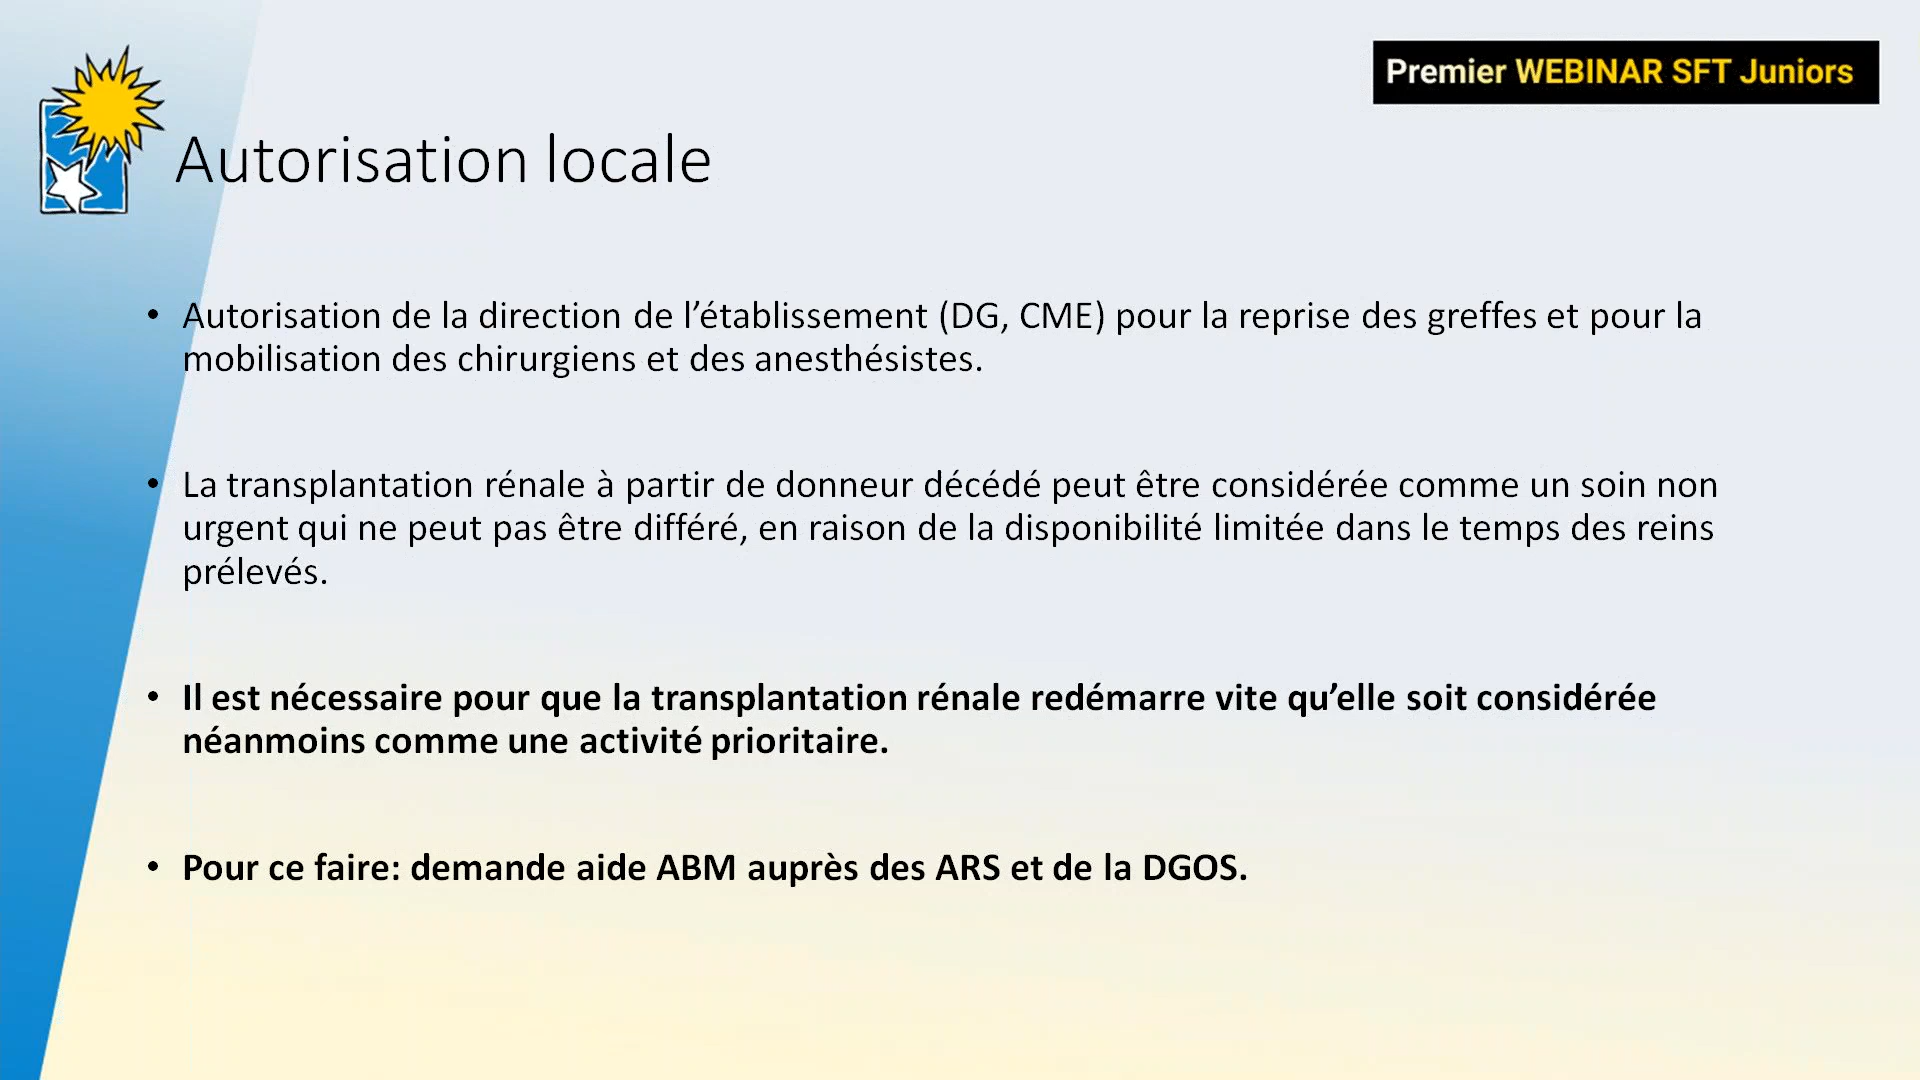 Premier WEBINAR SFT Juniors
Autorisation locale
• Autorisation de la direction de l’établissement (DG, CME) pour la reprise des greffes et pour la
mobilisation des chirurgiens et des anesthésistes.
• La transplantation rénale à partir de donneur décédé peut être considérée comme un soin non
urgent qui ne peut pas être différé, en raison de la disponibilité limitée dans le temps des reins
prélevés.
• Il est nécessaire pour que la transplantation rénale redémarre vite qu’elle soit considérée
néanmoins comme une activité prioritaire.
• Pour ce faire: demande aide ABM auprès des ARS et de la DGOS.